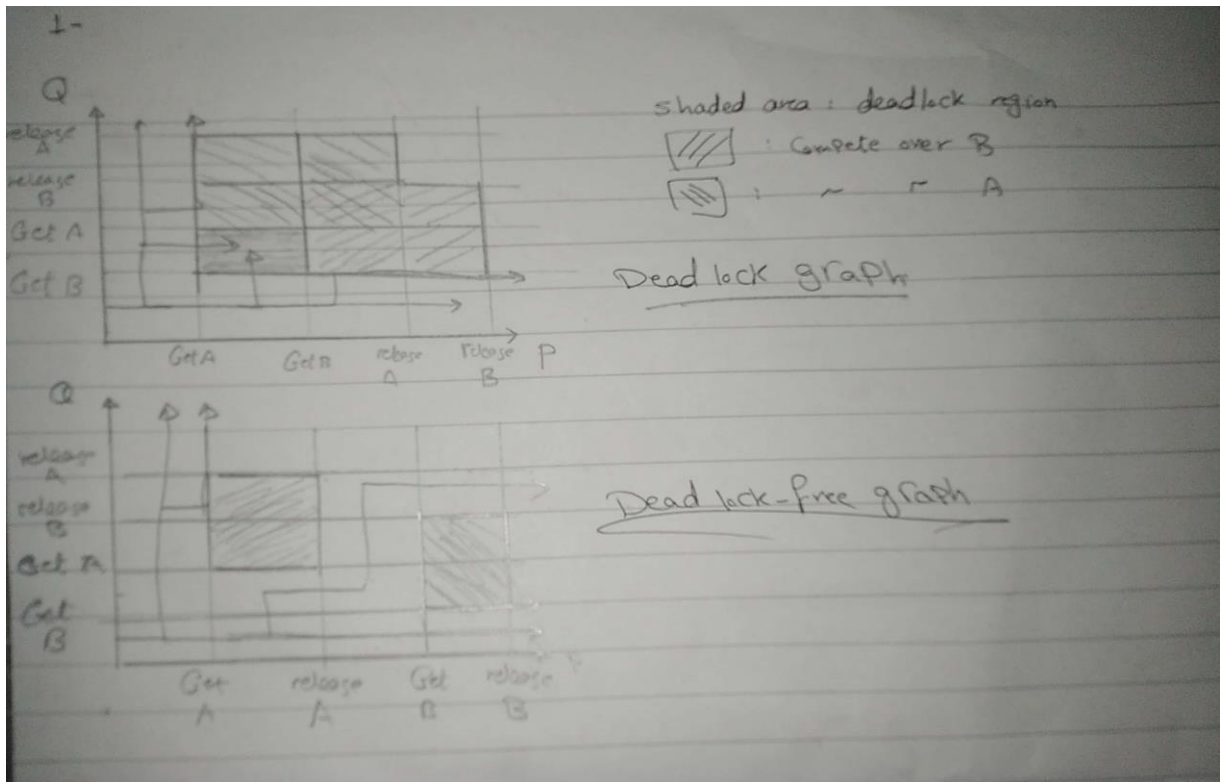 1-
Q
shaded area : deadlock region
: Compete over B
: ~ ~ A
release
A
release
B
Get A
Get B
Dead lock graph
Get A
Get B
release
A
release
B
P
Q
release
A
release
B
Get A
Get
B
Dead lock-free graph
P
Get
A
release
A
Get
B
release
B